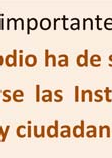 importante
odio ha de s
rse las Inst
y ciudadan